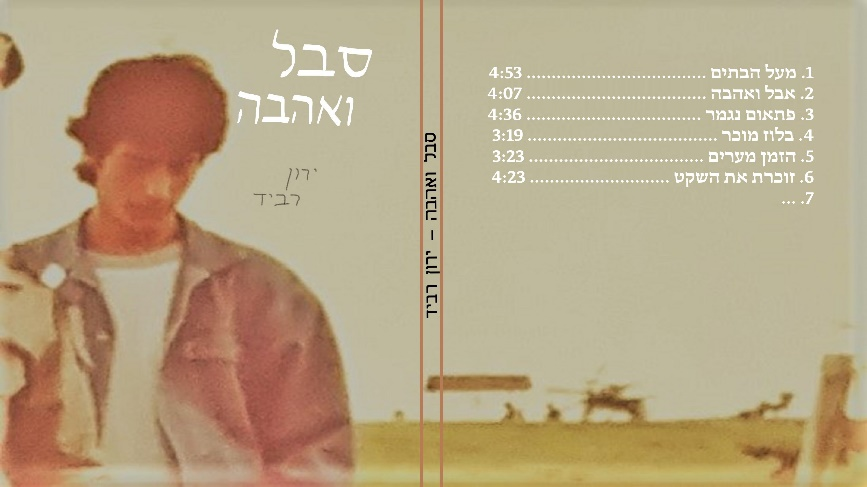 סבל
ואהבה
ירון
רביד
סבל ואהבה – ירון רביד
1. מעל הבתים .................................... 4:53
2. אבל ואהבה .................................... 4:07
3. פתאום נגמר .................................. 4:36
4. בלוז מוכר ...................................... 3:19
5. הזמן מערים ................................... 3:23
6. זוכרת את השקט ............................ 4:23
7. ...